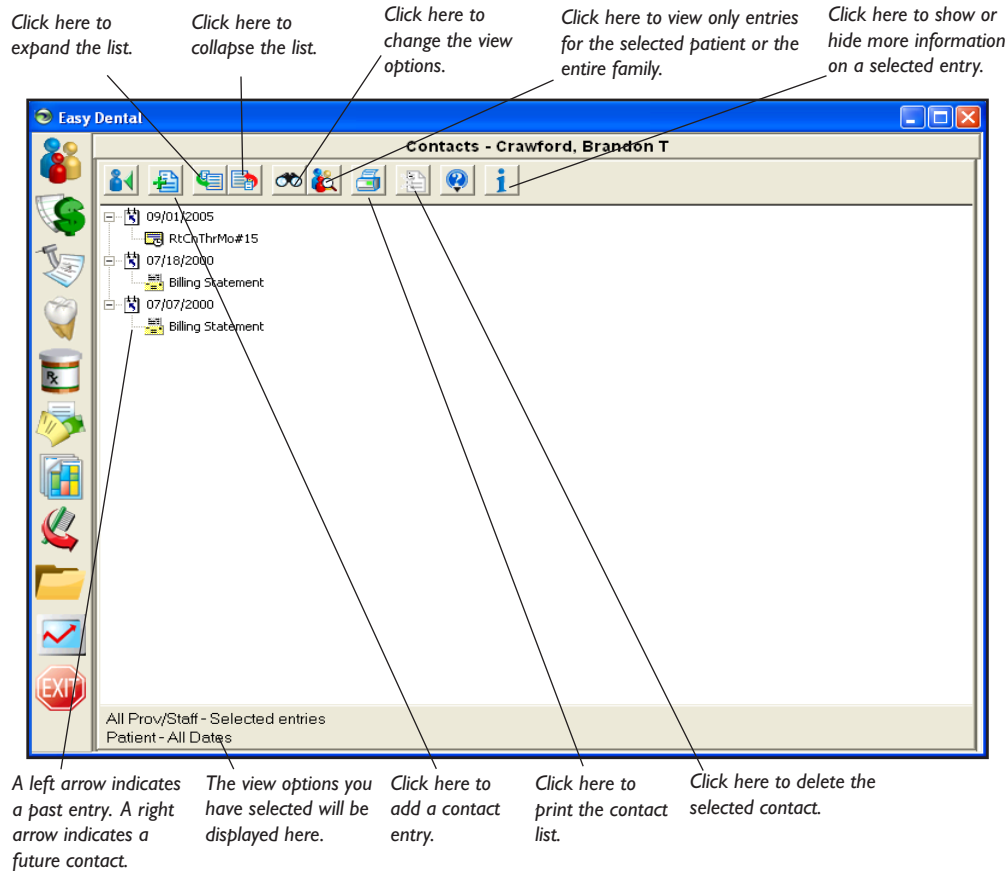 Click here to
expand the list.
Click here to
collapse the list.
Click here to
change the view
options.
Click here to view only entries
for the selected patient or the
entire family.
Click here to show or
hide more information
on a selected entry.
Easy Dental
Contacts - Crawford, Brandon T
09/01/2005
RtCnThrMo#15
07/18/2000
Billing Statement
07/07/2000
Billing Statement
Rx
EXIT
All Prov/Staff - Selected entries
Patient - All Dates
A left arrow indicates
a past entry. A right
arrow indicates a
future contact.
The view options you
have selected will be
displayed here.
Click here to
add a contact
entry.
Click here to
print the contact
list.
Click here to delete the
selected contact.